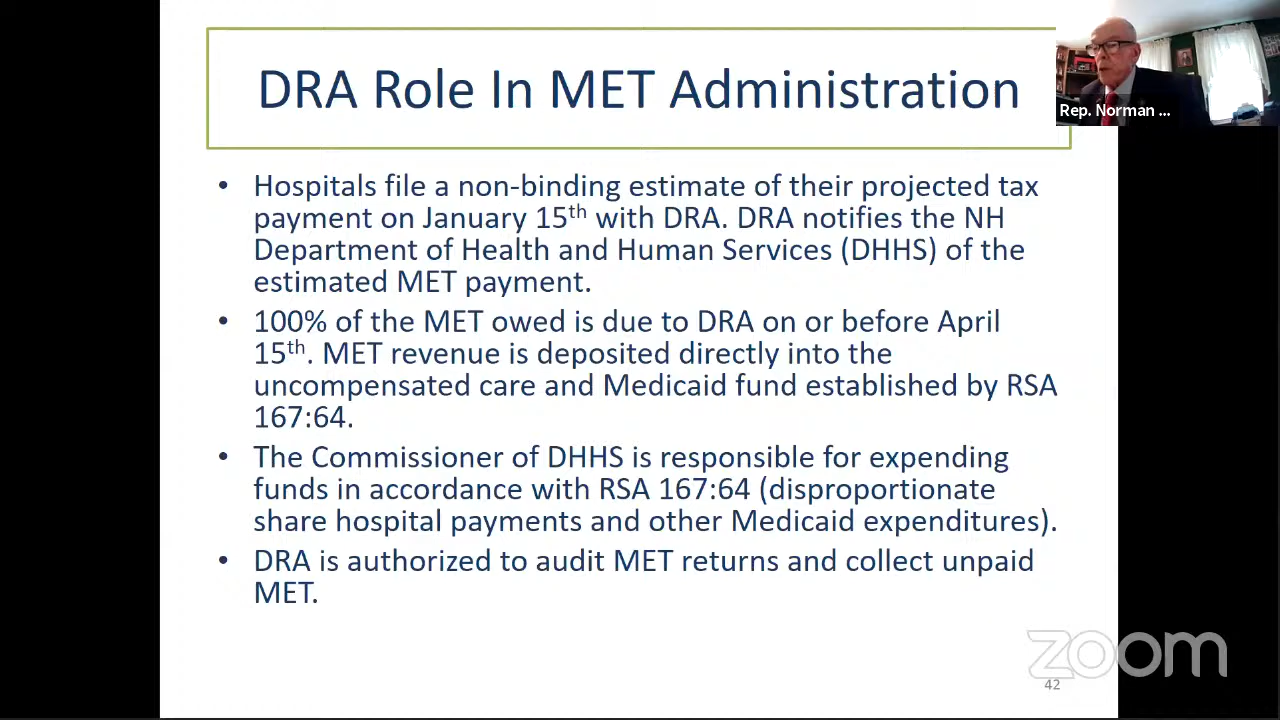 DRA Role In MET Administration
Rep. Norman ...
• Hospitals file a non-binding estimate of their projected tax
payment on January 15th with DRA. DRA notifies the NH
Department of Health and Human Services (DHHS) of the
estimated MET payment.
• 100% of the MET owed is due to DRA on or before April
15th. MET revenue is deposited directly into the
uncompensated care and Medicaid fund established by RSA
167:64.
• The Commissioner of DHHS is responsible for expending
funds in accordance with RSA 167:64 (disproportionate
share hospital payments and other Medicaid expenditures).
• DRA is authorized to audit MET returns and collect unpaid
MET.
zoom
42